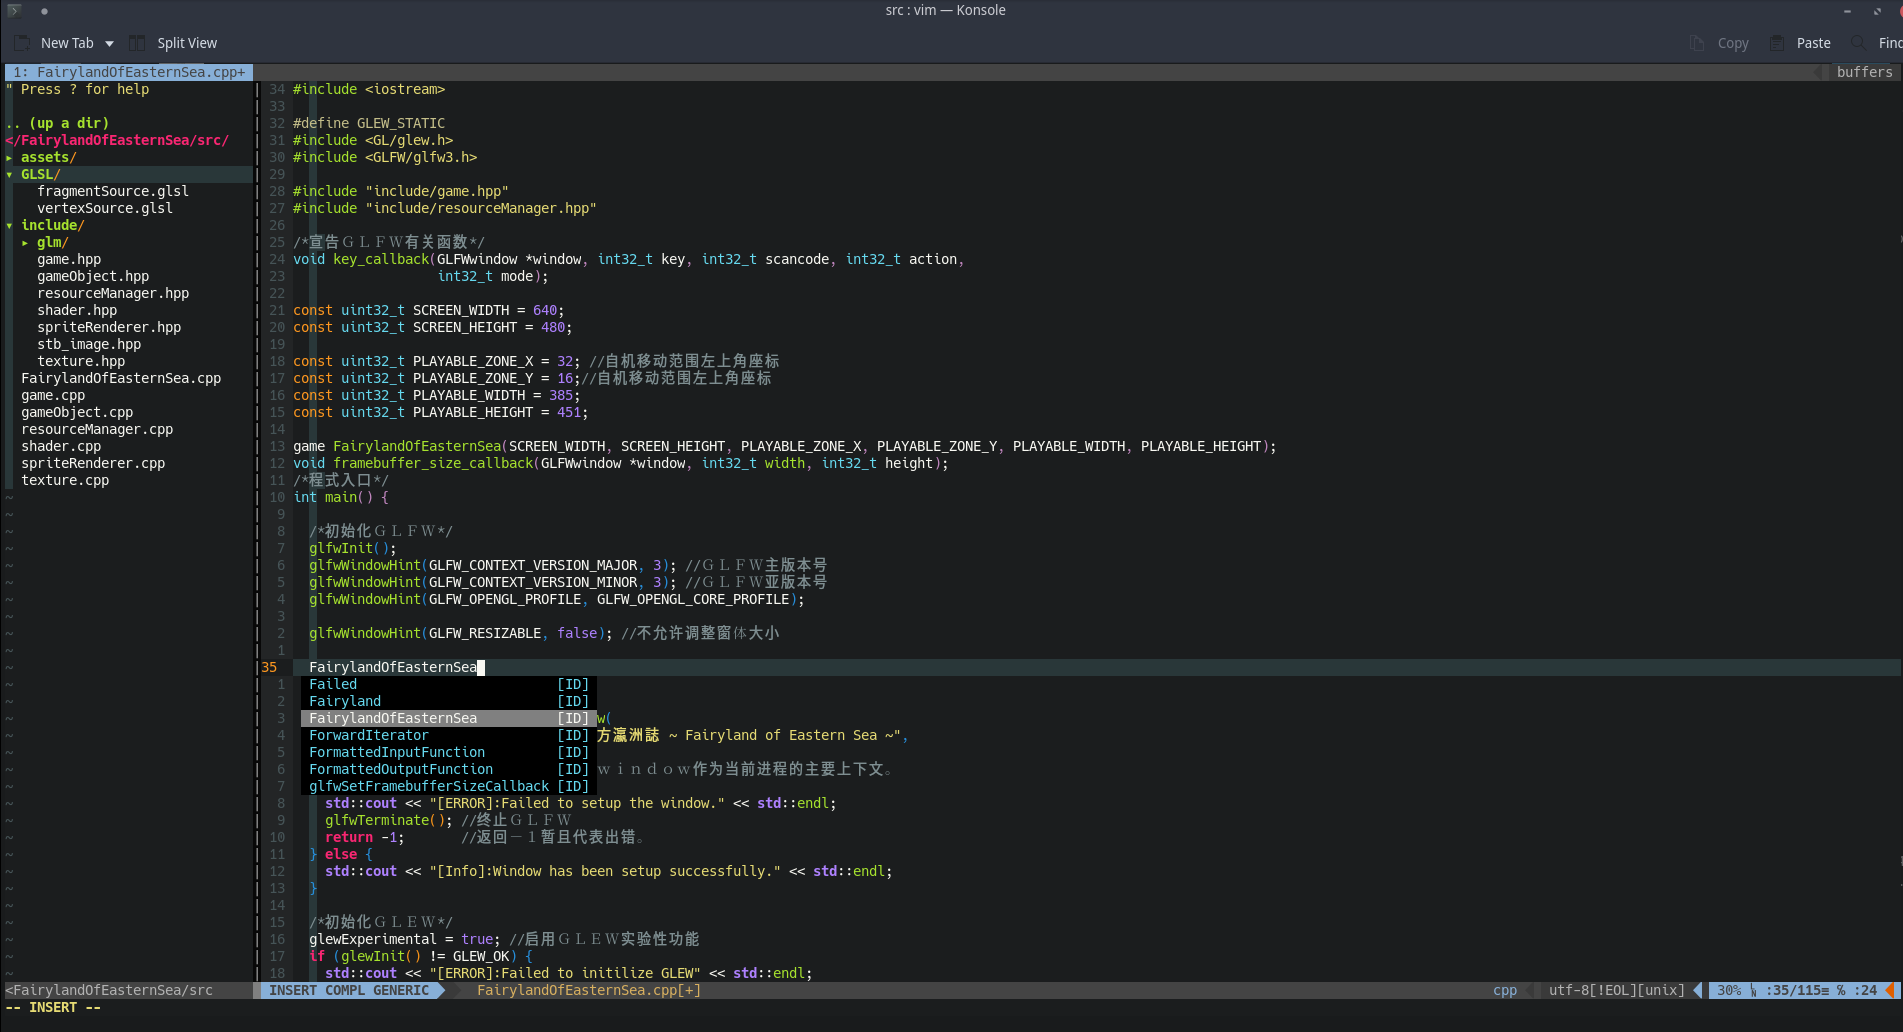 src : vim — Konsole
New Tab Split View Copy Paste Find
1: FairylandOfEasternSea.cpp+ buffers
" Press ? for help
.. (up a dir)
</FairylandOfEasternSea/src/
▸ assets/
▾ GLSL/
fragmentSource.glsl
vertexSource.glsl
▾ include/
▸ glm/
game.hpp
gameObject.hpp
resourceManager.hpp
shader.hpp
spriteRenderer.hpp
stb_image.hpp
texture.hpp
FairylandOfEasternSea.cpp
game.cpp
gameObject.cpp
resourceManager.cpp
shader.cpp
spriteRenderer.cpp
texture.cpp
34 #include <iostream>
33
32 #define GLEW_STATIC
31 #include <GL/glew.h>
30 #include <GLFW/glfw3.h>
29
28 #include "include/game.hpp"
27 #include "include/resourceManager.hpp"
26
25 /*宣告ＧＬＦＷ有关函数*/
24 void key_callback(GLFWwindow *window, int32_t key, int32_t scancode, int32_t action,
23 int32_t mode);
22
21 const uint32_t SCREEN_WIDTH = 640;
20 const uint32_t SCREEN_HEIGHT = 480;
19
18 const uint32_t PLAYABLE_ZONE_X = 32; //自机移动范围左上角座标
17 const uint32_t PLAYABLE_ZONE_Y = 16;//自机移动范围左上角座标
16 const uint32_t PLAYABLE_WIDTH = 385;
15 const uint32_t PLAYABLE_HEIGHT = 451;
14
13 game FairylandOfEasternSea(SCREEN_WIDTH, SCREEN_HEIGHT, PLAYABLE_ZONE_X, PLAYABLE_ZONE_Y, PLAYABLE_WIDTH, PLAYABLE_HEIGHT);
12 void framebuffer_size_callback(GLFWwindow *window, int32_t width, int32_t height);
11 /*程式入口*/
10 int main() {
9
8 /*初始化ＧＬＦＷ*/
7 glfwInit();
6 glfwWindowHint(GLFW_CONTEXT_VERSION_MAJOR, 3); //ＧＬＦＷ主版本号
5 glfwWindowHint(GLFW_CONTEXT_VERSION_MINOR, 3); //ＧＬＦＷ亚版本号
4 glfwWindowHint(GLFW_OPENGL_PROFILE, GLFW_OPENGL_CORE_PROFILE);
3
2 glfwWindowHint(GLFW_RESIZABLE, false); //不允许调整窗体大小
1
35 FairylandOfEasternSea
1 Failed [ID]
2 Fairyland [ID]
3 FairylandOfEasternSea [ID] w(
4 ForwardIterator [ID] 方瀛洲誌 ~ Fairyland of Eastern Sea ~",
5 FormattedInputFunction [ID]
6 FormattedOutputFunction [ID] ｗｉｎｄｏｗ作为当前进程的主要上下文。
7 glfwSetFramebufferSizeCallback [ID]
8 std::cout << "[ERROR]:Failed to setup the window." << std::endl;
9 glfwTerminate(); //终止ＧＬＦＷ
10 return -1; //返回－１暂且代表出错。
11 } else {
12 std::cout << "[Info]:Window has been setup successfully." << std::endl;
13 }
14
15 /*初始化ＧＬＥＷ*/
16 glewExperimental = true; //启用ＧＬＥＷ实验性功能
17 if (glewInit() != GLEW_OK) {
18 std::cout << "[ERROR]:Failed to initilize GLEW" << std::endl;
<FairylandOfEasternSea/src INSERT COMPL GENERIC FairylandOfEasternSea.cpp[+] cpp utf-8[!EOL][unix] 30% ␤ :35/115≡ ℅ :24
-- INSERT --